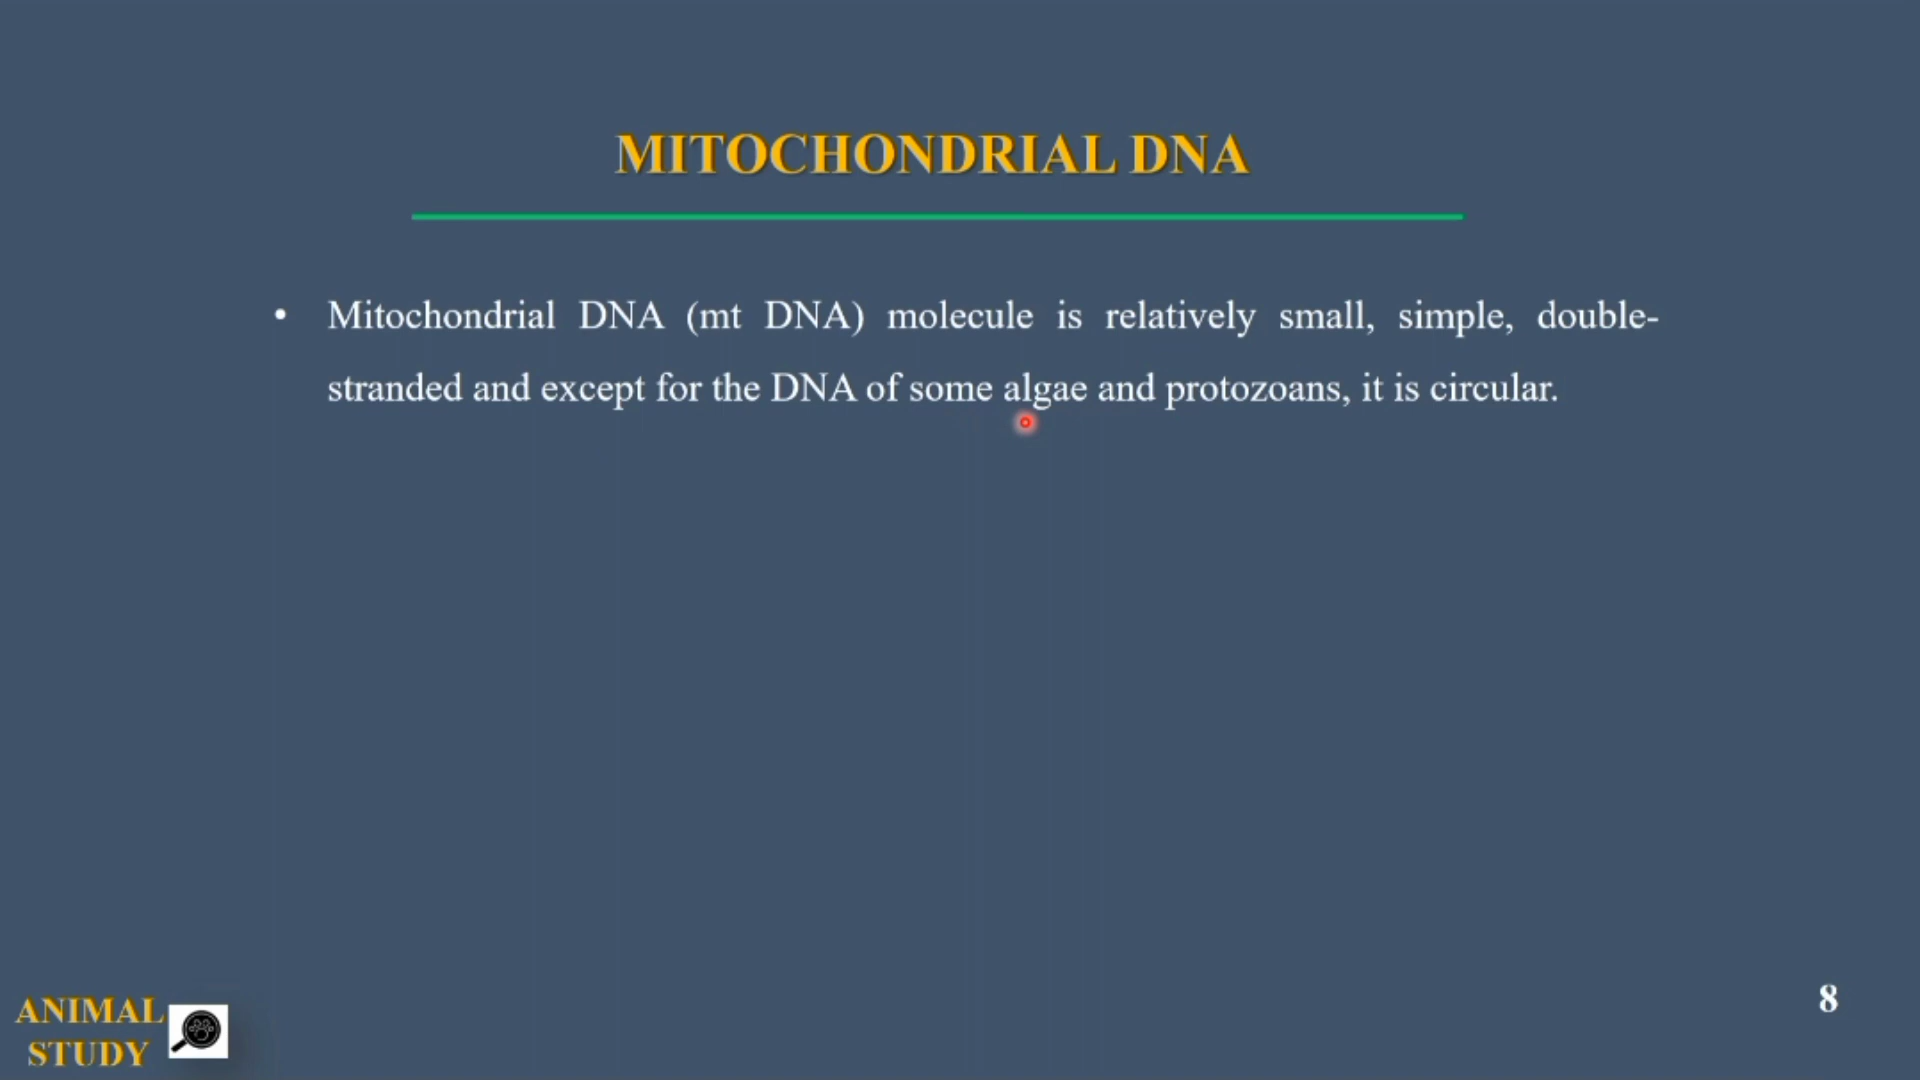 MITOCHONDRIAL DNA
• Mitochondrial DNA (mt DNA) molecule is relatively small, simple, double-
stranded and except for the DNA of some algae and protozoans, it is circular.
ANIMAL
STUDY
8